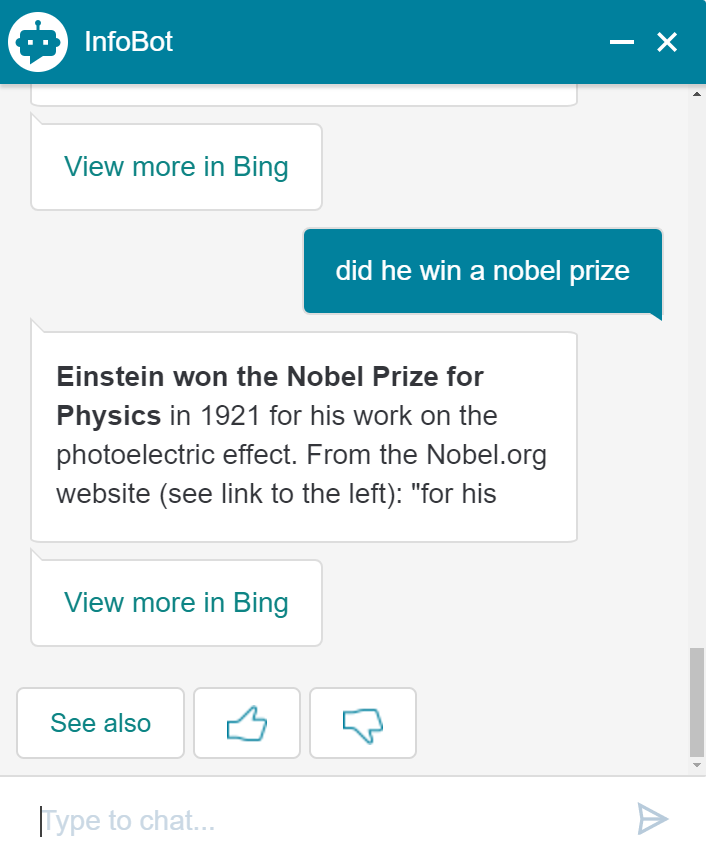 InfoBot
View more in Bing
did he win a nobel prize
Einstein won the Nobel Prize for
Physics in 1921 for his work on the
photoelectric effect. From the Nobel.org
website (see link to the left): "for his
View more in Bing
See also
Type to chat...